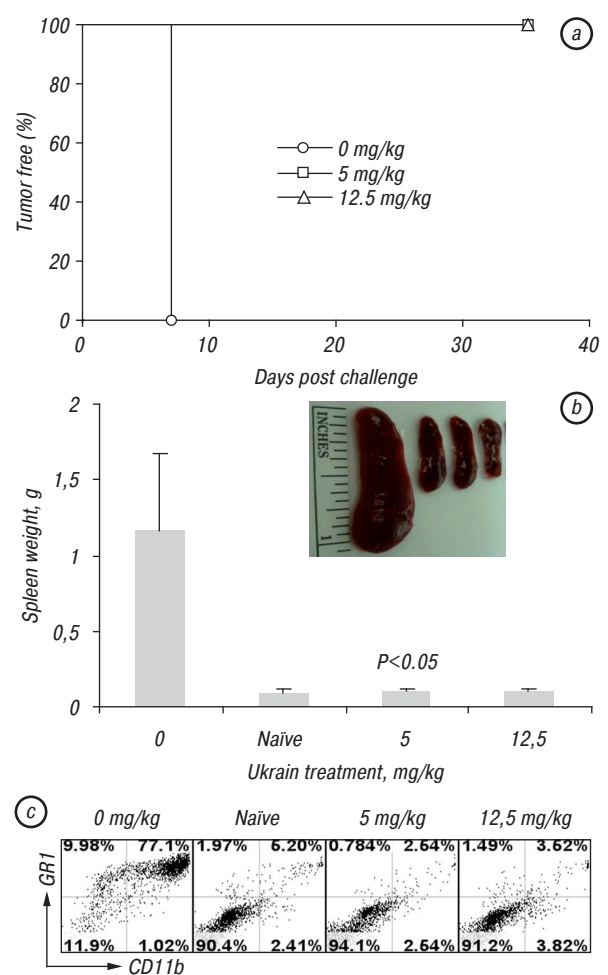 100
80
60
40
20
0
Tumor free (%)
a
0 mg/kg
5 mg/kg
12.5 mg/kg
0 10 20 30 40
Days post challenge
b
2
1,5
1
0,5
0
Spleen weight, g
INCHES
1
P<0.05
0 Naïve 5 12,5
Ukrain treatment, mg/kg
c
0 mg/kg Naïve 5 mg/kg 12,5 mg/kg
9.98% 77.1% 1.97% 6.20% 0.784% 2.64% 1.49% 3.62%
GR1
11.9% 1.02% 90.4% 2.41% 94.1% 2.54% 91.2% 3.82%
CD11b